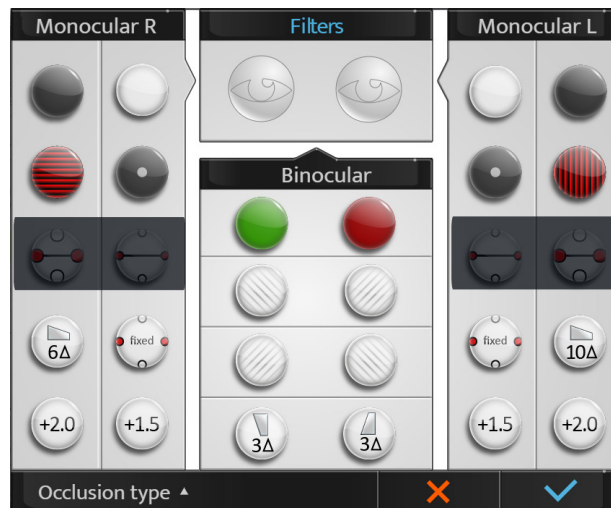 Monocular R
Filters
Monocular L
Binocular
6Δ
fixed
fixed
10Δ
+2.0
+1.5
3Δ
3Δ
+1.5
+2.0
Occlusion type